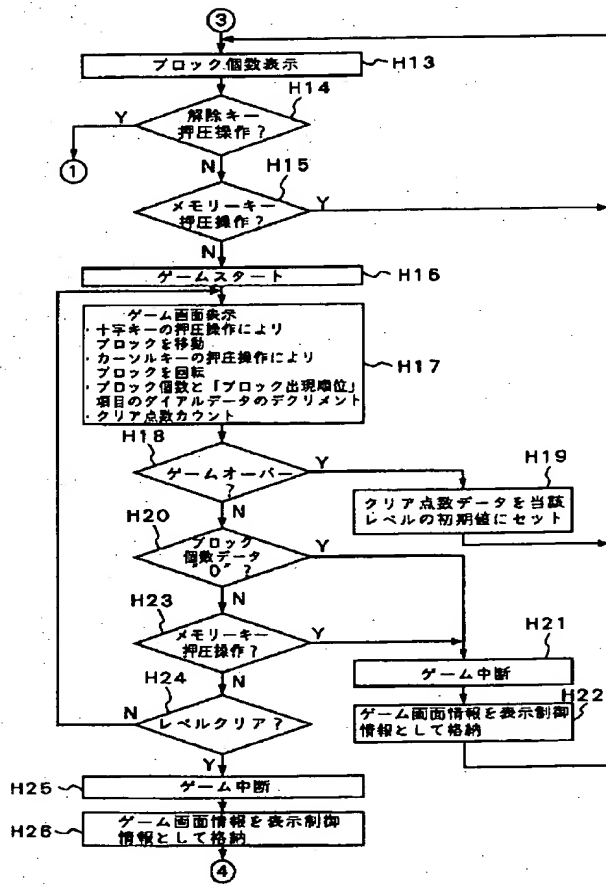 ③
ブロック個数表示
H13
H14
解除キー
押圧操作?
Y
①
N
H15
メモリーキー
押圧操作?
Y
N
ゲームスタート
H16
ゲーム画面表示
・十字キーの押圧操作により
ブロックを移動
・カーソルキーの押圧操作により
ブロックを回転
・ブロック個数と「ブロック出現順位」
項目のダイアルデータのデクリメント
・クリア点数カウント
H17
H18
ゲームオーバー
?
Y
N
H19
クリア点数データを当該
レベルの初期値にセット
H20
ブロック
個数データ
"0"?
Y
N
H23
メモリーキー
押圧操作?
Y
N
H21
ゲーム中断
H22
ゲーム画面情報を表示制御
情報として格納
H24
レベルクリア?
N
Y
H25
ゲーム中断
H26
ゲーム画面情報を表示制御
情報として格納
④